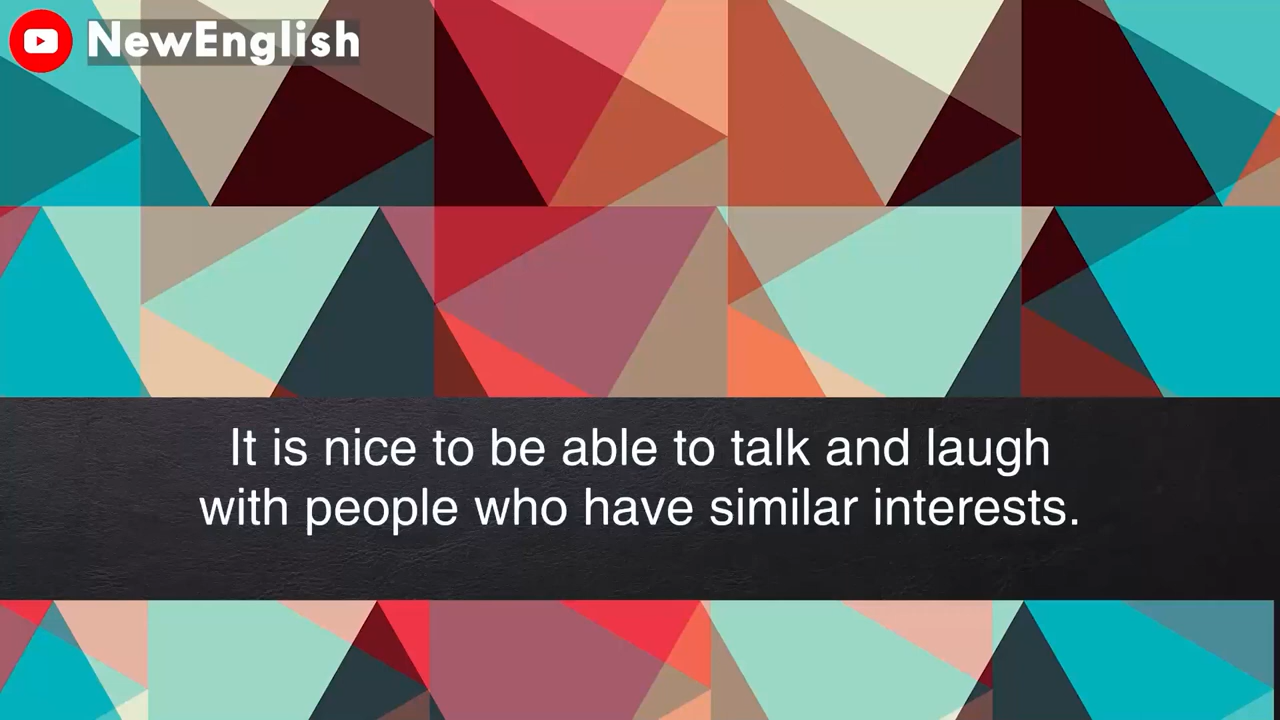 NewEnglish
It is nice to be able to talk and laugh
with people who have similar interests.